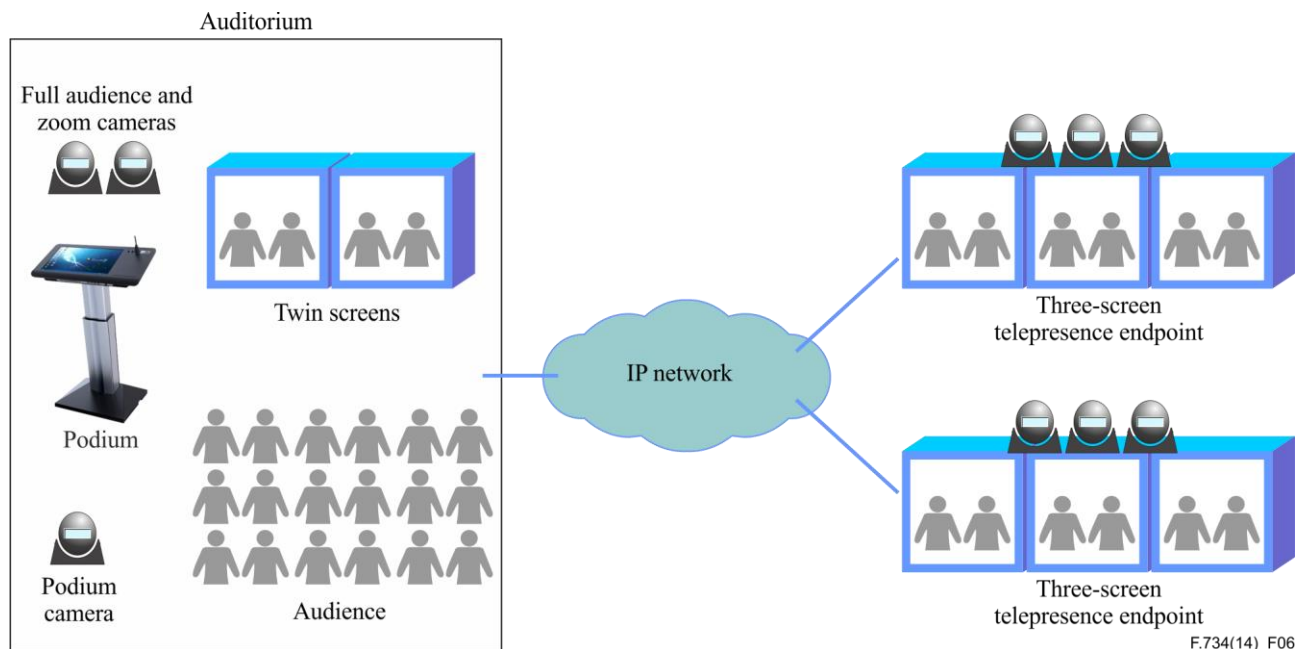 Auditorium
Full audience and
zoom cameras
Twin screens
Podium
Podium
camera
Audience
IP network
Three-screen
telepresence endpoint
Three-screen
telepresence endpoint
F.734(14)_F06